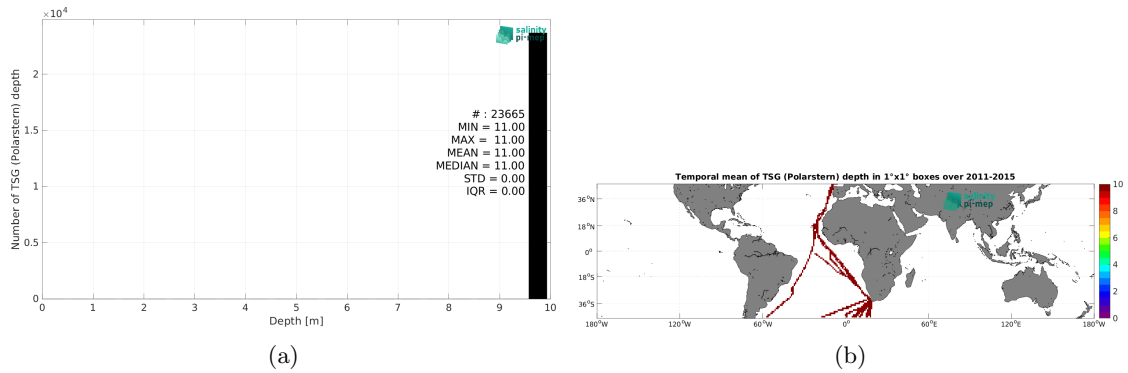 ×10⁴
salinity
pi-mep
Number of TSG (Polarstern) depth
2
1.5
1
0.5
0
# : 23665
MIN = 11.00
MAX = 11.00
MEAN = 11.00
MEDIAN = 11.00
STD = 0.00
IQR = 0.00
0 1 2 3 4 5 6 7 8 9 10
Depth [m]
(a)
Temporal mean of TSG (Polarstern) depth in 1°x1° boxes over 2011-2015
salinity
pi-mep
36°N
18°N
0°
18°S
36°S
180°W 120°W 60°W 0°W 60°E 120°E 180°W
10
8
6
4
2
0
(b)